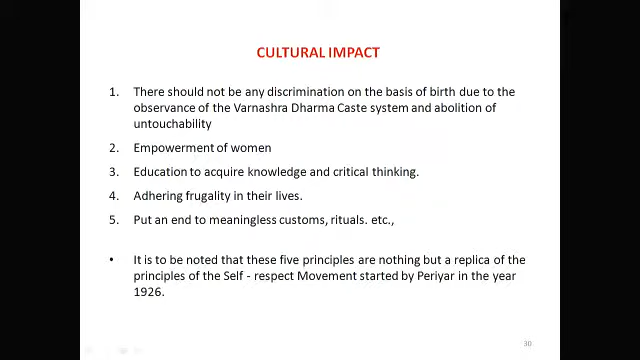 CULTURAL IMPACT
1. There should not be any discrimination on the basis of birth due to the
observance of the Varnashra Dharma Caste system and abolition of
untouchability
2. Empowerment of women
3. Education to acquire knowledge and critical thinking.
4. Adhering frugality in their lives.
5. Put an end to meaningless customs, rituals. etc.,
• It is to be noted that these five principles are nothing but a replica of the
principles of the Self - respect Movement started by Periyar in the year
1926.
30